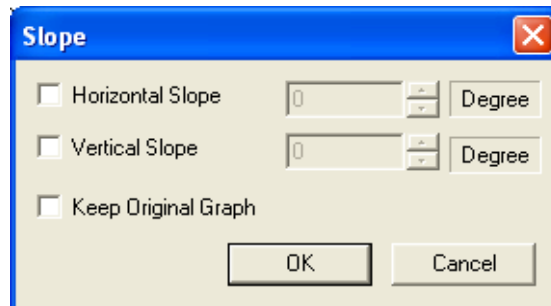 Slope
Horizontal Slope 0 Degree
Vertical Slope 0 Degree
Keep Original Graph
OK Cancel